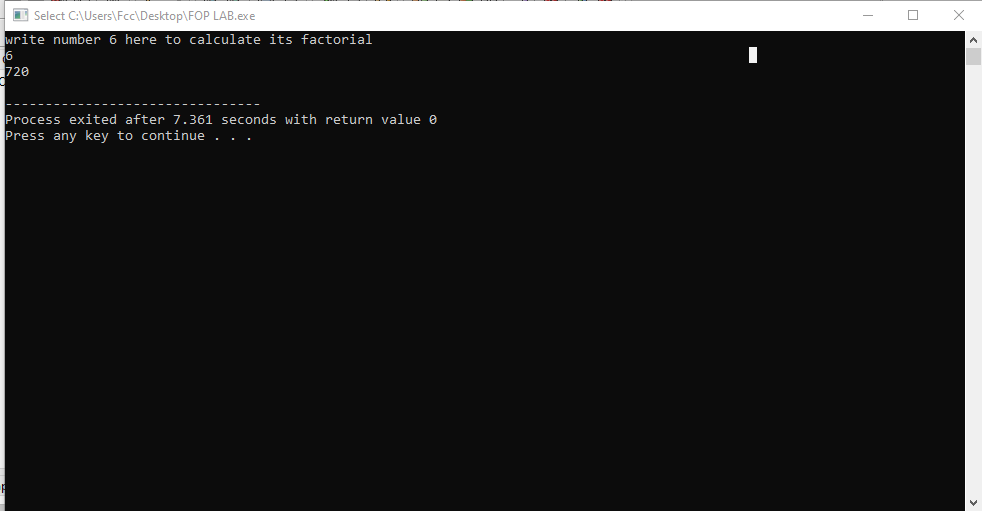 Select C:\Users\Fcc\Desktop\FOP LAB.exe
write number 6 here to calculate its factorial
6
720
--------------------------------
Process exited after 7.361 seconds with return value 0
Press any key to continue . . .